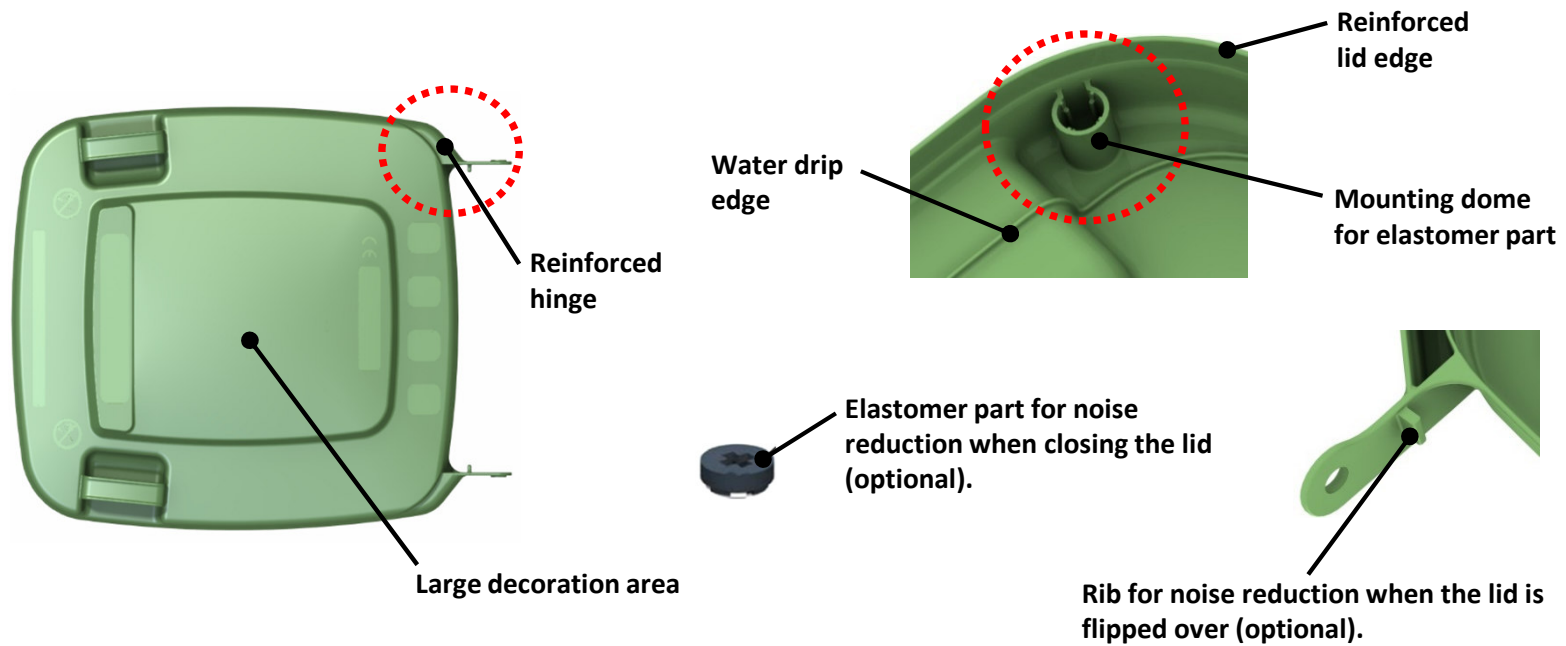 Reinforced
lid edge
Water drip
edge
Mounting dome
for elastomer part
Reinforced
hinge
CE
Elastomer part for noise
reduction when closing the lid
(optional).
Large decoration area
Rib for noise reduction when the lid is
flipped over (optional).